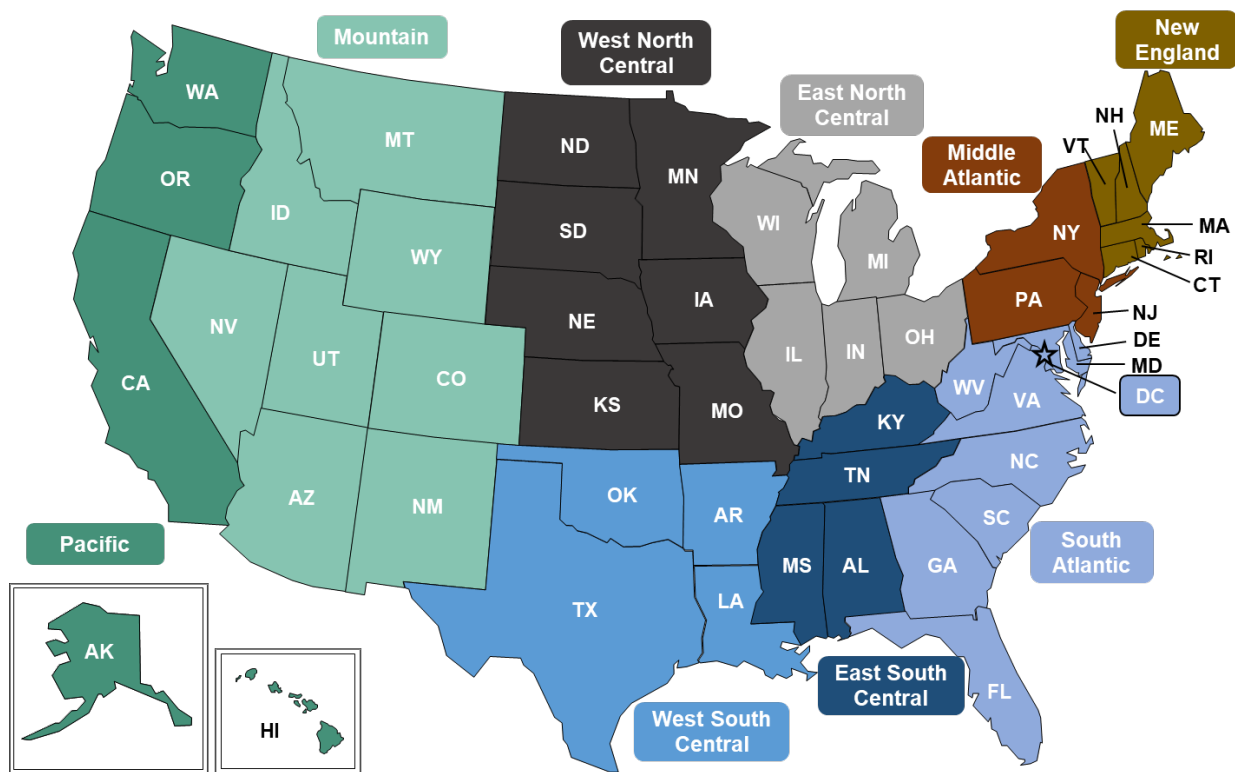 Mountain
West North
Central
New
England
East North
Central
Middle
Atlantic
WA
MT
ND
MN
NH
ME
VT
OR
ID
SD
WI
MI
NY
MA
RI
CT
WY
IA
PA
NJ
NV
UT
NE
IL
IN
OH
DE
MD
CA
CO
KS
MO
WV
VA
DC
KY
NC
AZ
NM
OK
AR
TN
SC
Pacific
MS
AL
GA
South
Atlantic
TX
LA
AK
East South
Central
FL
HI
West South
Central